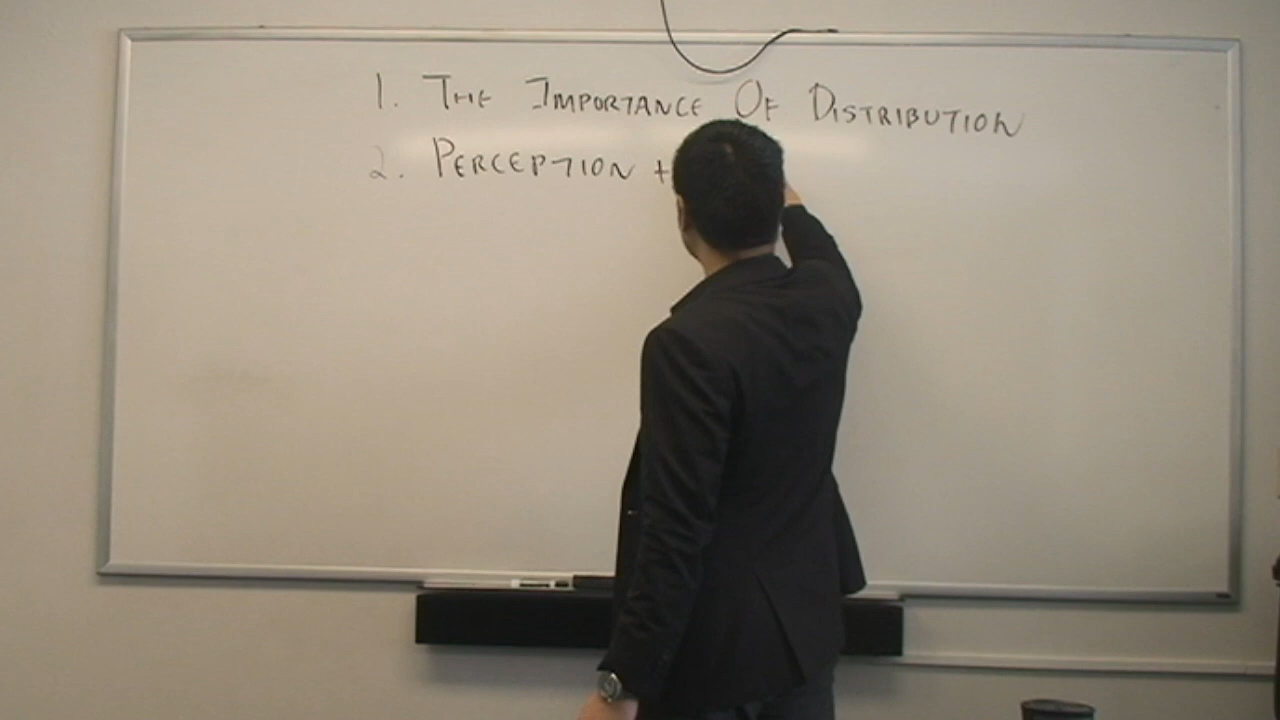 1. THE IMPORTANCE OF DISTRIBUTION
2. PERCEPTION +